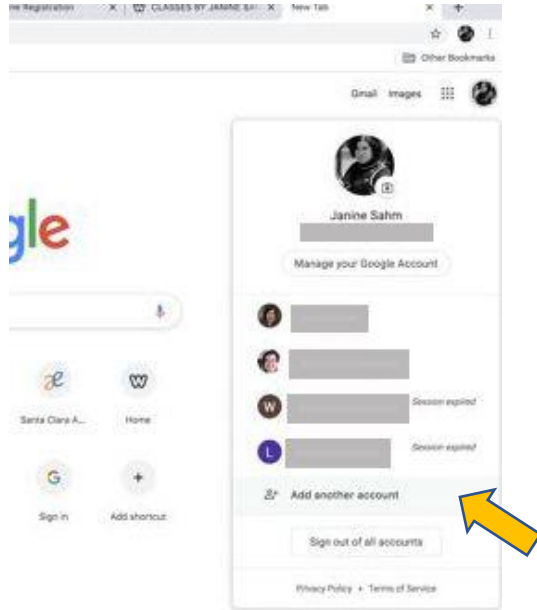 Registration
CLASSES BY JANINE
New Tab
Other Bookmarks
Gmail Images
Janine Sahm
gle
Manage your Google Account
Santa Clara A...
Home
W
Session expired
L
Session expired
G
Sign in
Add shortcut
Add another account
Sign out of all accounts
Privacy Policy • Terms of Service